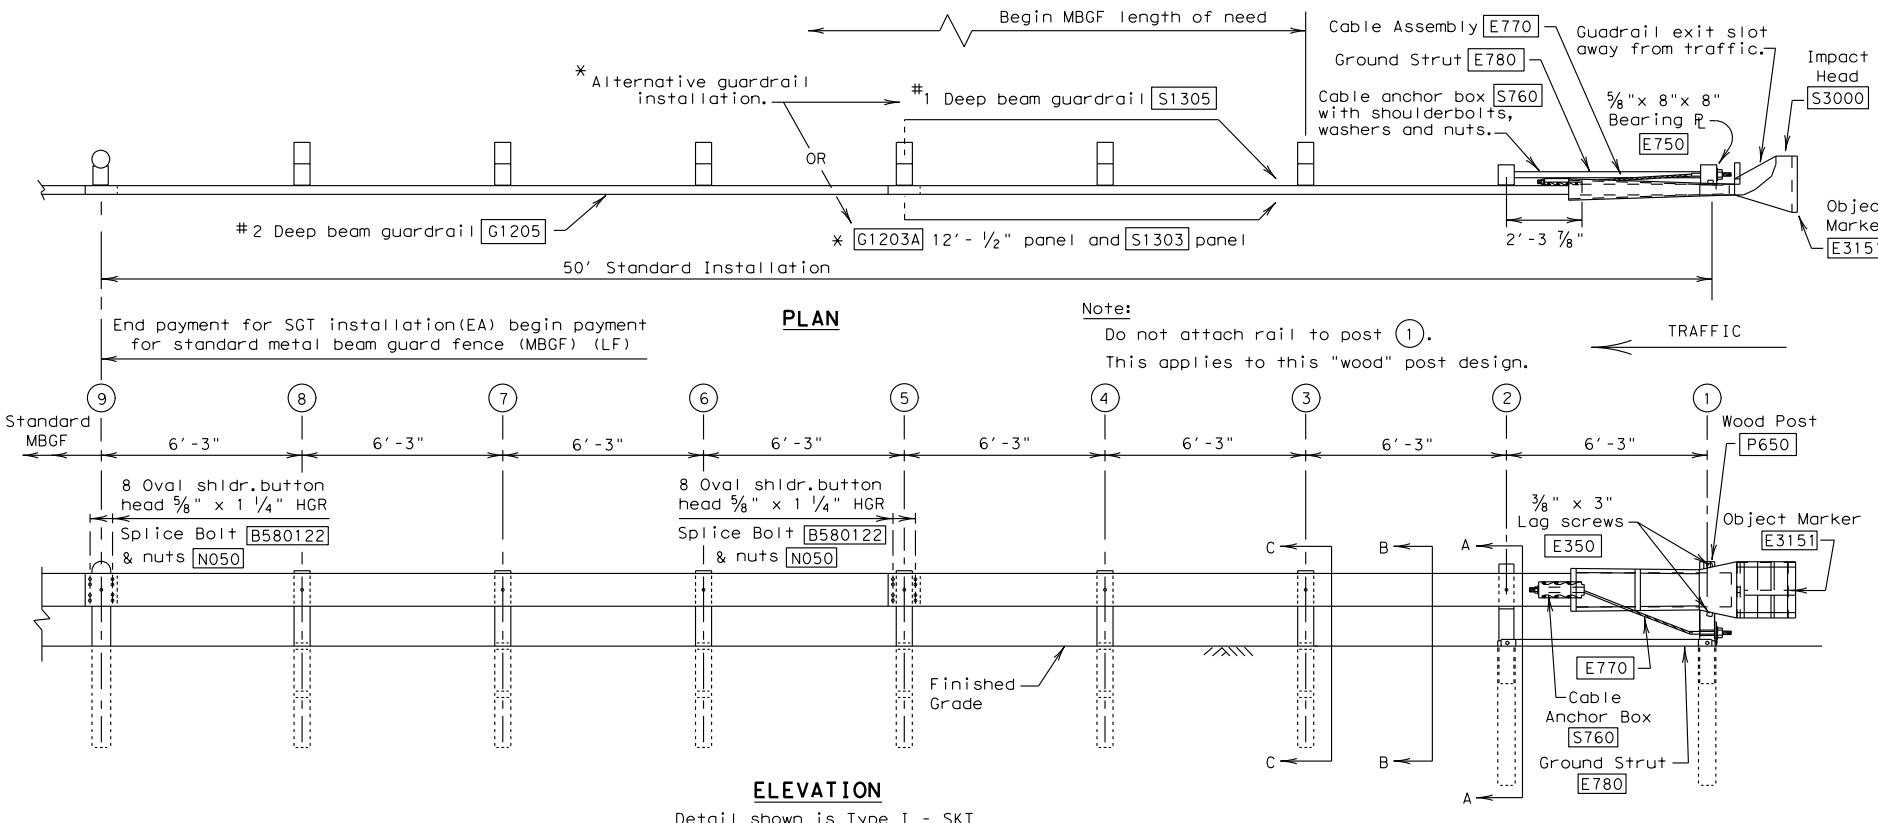 Begin MBGF length of need
Cable Assembly E770
Guadrail exit slot
away from traffic.
Impact
Head
S3000
Ground Strut E780
* Alternative guardrail
installation.
#1 Deep beam guardrail S1305
Cable anchor box S760
with shoulderbolts,
washers and nuts.
5/8"x 8"x 8"
Bearing PL
E750
OR
#2 Deep beam guardrail G1205
* G1203A 12'- 1/2" panel and S1303 panel
2'-3 7/8"
Objec
Marke
E3151
50' Standard Installation
PLAN
End payment for SGT installation(EA) begin payment
for standard metal beam guard fence (MBGF) (LF)
Note:
Do not attach rail to post 1.
This applies to this "wood" post design.
TRAFFIC
9 8 7 6 5 4 3 2 1
Standard
MBGF
6'-3" 6'-3" 6'-3" 6'-3" 6'-3" 6'-3" 6'-3" 6'-3"
Wood Post
P650
8 Oval shldr.button
head 5/8" x 1 1/4" HGR
Splice Bolt B580122
& nuts N050
8 Oval shldr.button
head 5/8" x 1 1/4" HGR
Splice Bolt B580122
& nuts N050
3/8" x 3"
Lag screws
E350
Object Marker
E3151
C B A
Finished
Grade
E770
Cable
Anchor Box
S760
Ground Strut
E780
C B A
ELEVATION
Detail shown is Type I - SKT